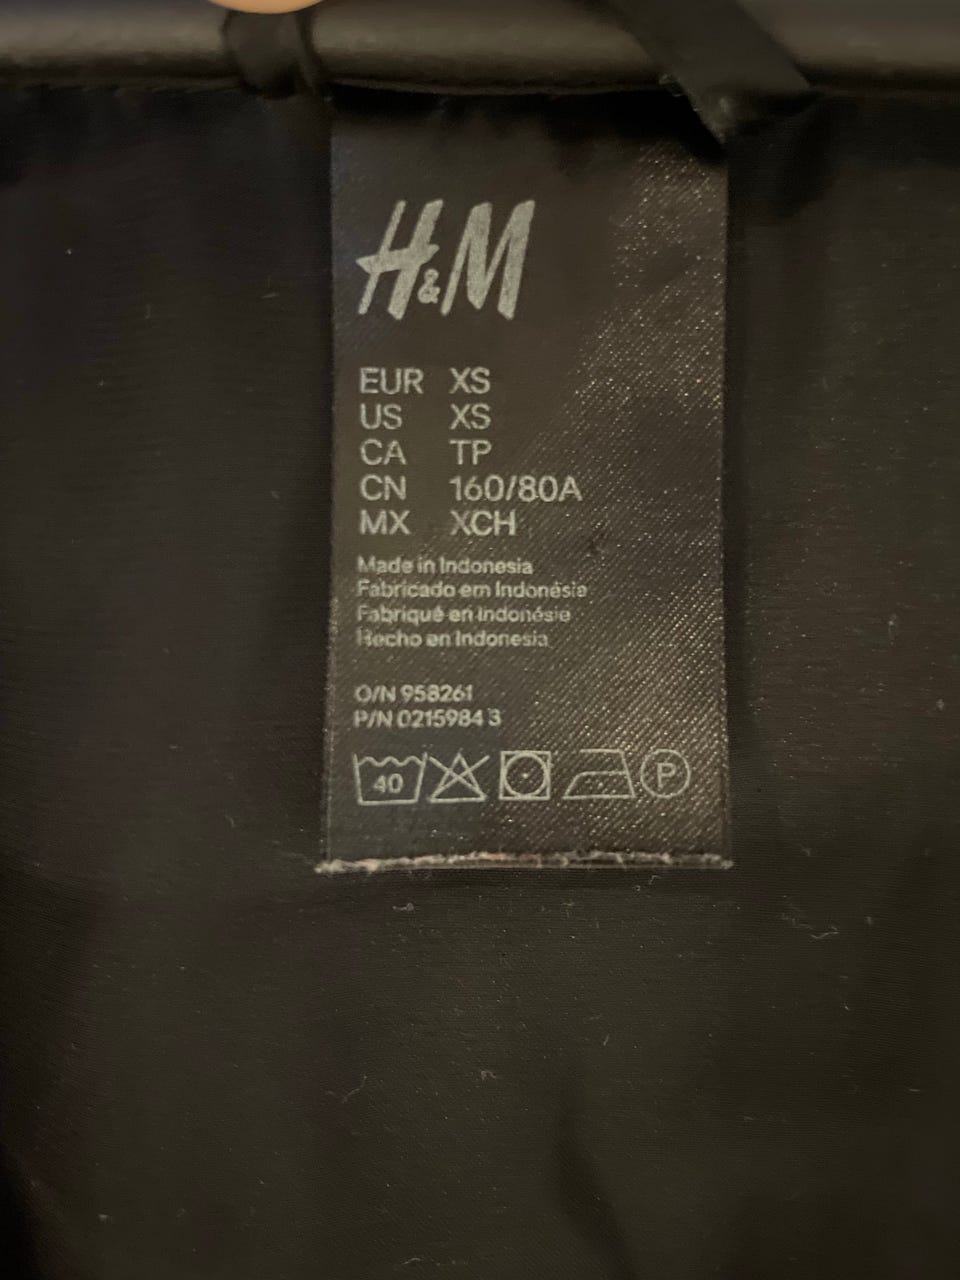 H&M
EUR XS
US XS
CA TP
CN 160/80A
MX XCH
Made in Indonesia
Fabricado em Indonésia
Fabriqué en Indonésie
Hecho en Indonesia
O/N 958261
P/N 0215984 3
40
P